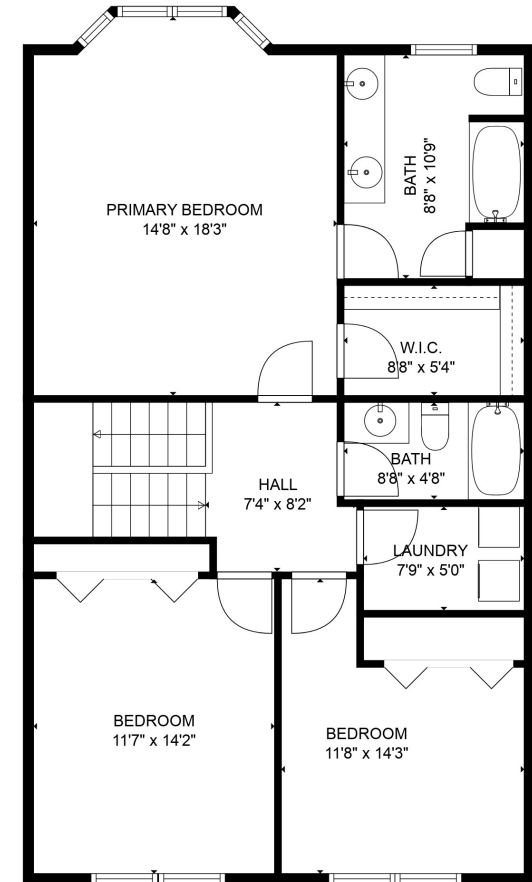 PRIMARY BEDROOM
14'8" x 18'3"
BATH
8'8" x 10'9"
W.I.C.
8'8" x 5'4"
BATH
8'8" x 4'8"
HALL
7'4" x 8'2"
LAUNDRY
7'9" x 5'0"
BEDROOM
11'7" x 14'2"
BEDROOM
11'8" x 14'3"